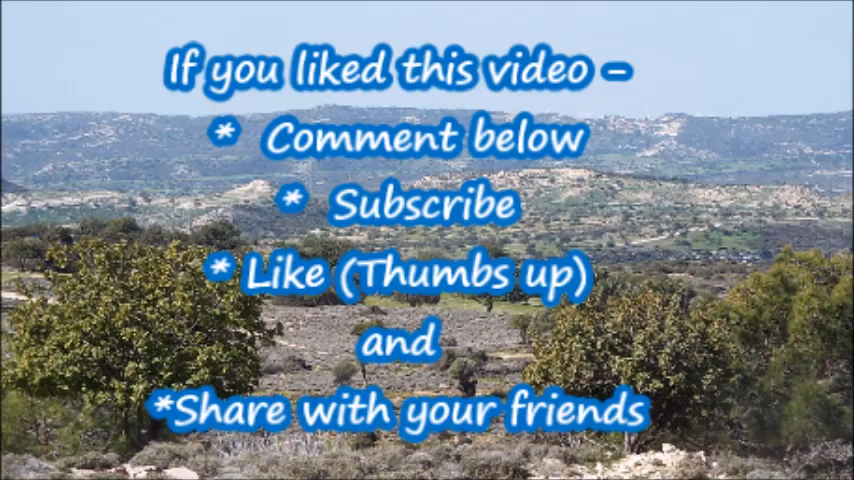 If you liked this video –
* Comment below
* Subscribe
* Like (Thumbs up)
and
*Share with your friends